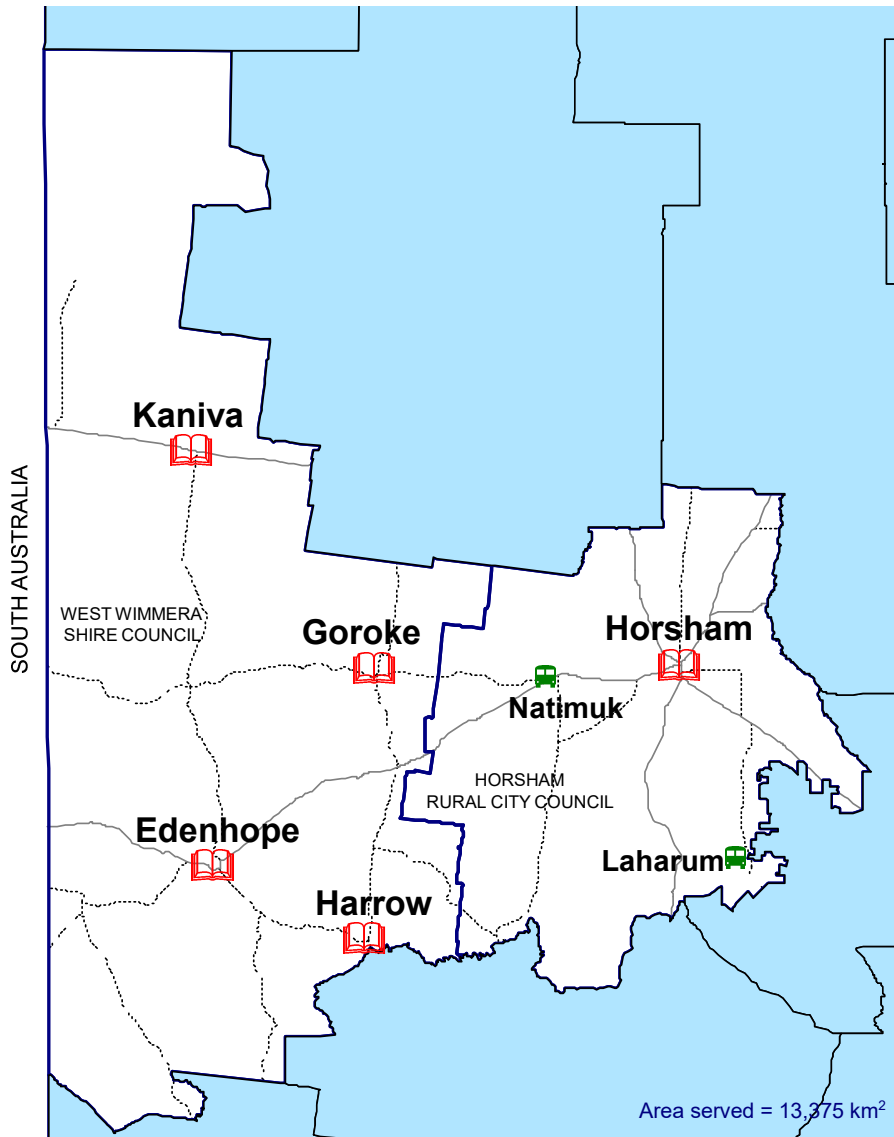 Kaniva
SOUTH AUSTRALIA
WEST WIMMERA
SHIRE COUNCIL
Goroke
Horsham
Natimuk
HORSHAM
RURAL CITY COUNCIL
Edenhope
Laharum
Harrow
Area served = 13,375 km²